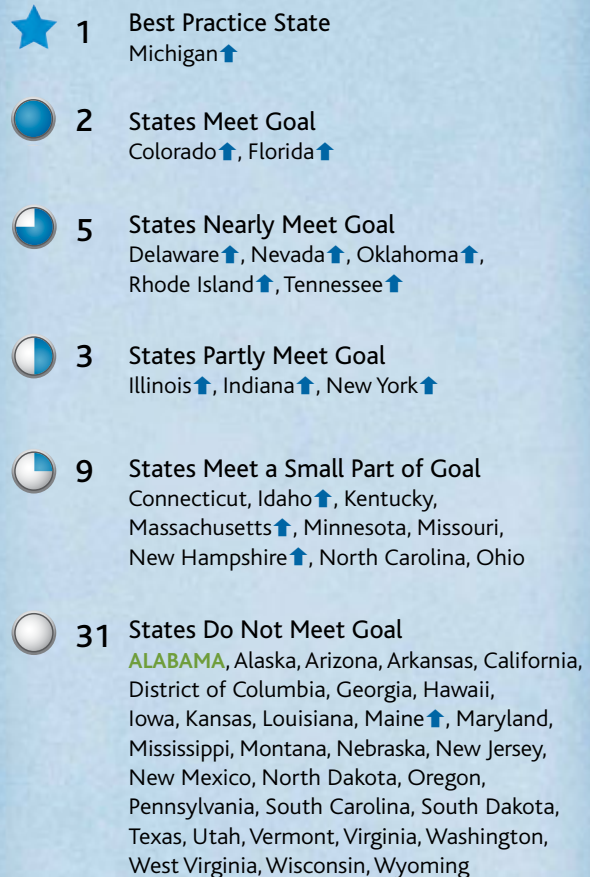 1 Best Practice State
Michigan⬆
2 States Meet Goal
Colorado⬆, Florida⬆
5 States Nearly Meet Goal
Delaware⬆, Nevada⬆, Oklahoma⬆,
Rhode Island⬆, Tennessee⬆
3 States Partly Meet Goal
Illinois⬆, Indiana⬆, New York⬆
9 States Meet a Small Part of Goal
Connecticut, Idaho⬆, Kentucky,
Massachusetts⬆, Minnesota, Missouri,
New Hampshire⬆, North Carolina, Ohio
31 States Do Not Meet Goal
ALABAMA, Alaska, Arizona, Arkansas, California,
District of Columbia, Georgia, Hawaii,
Iowa, Kansas, Louisiana, Maine⬆, Maryland,
Mississippi, Montana, Nebraska, New Jersey,
New Mexico, North Dakota, Oregon,
Pennsylvania, South Carolina, South Dakota,
Texas, Utah, Vermont, Virginia, Washington,
West Virginia, Wisconsin, Wyoming